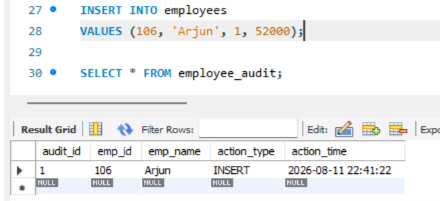 27 INSERT INTO employees
28 VALUES (106, 'Arjun', 1, 52000);
29
30 SELECT * FROM employee_audit;
Result Grid Filter Rows: Edit: Expo
audit_id emp_id emp_name action_type action_time
1 106 Arjun INSERT 2026-08-11 22:41:22
NULL NULL NULL NULL NULL